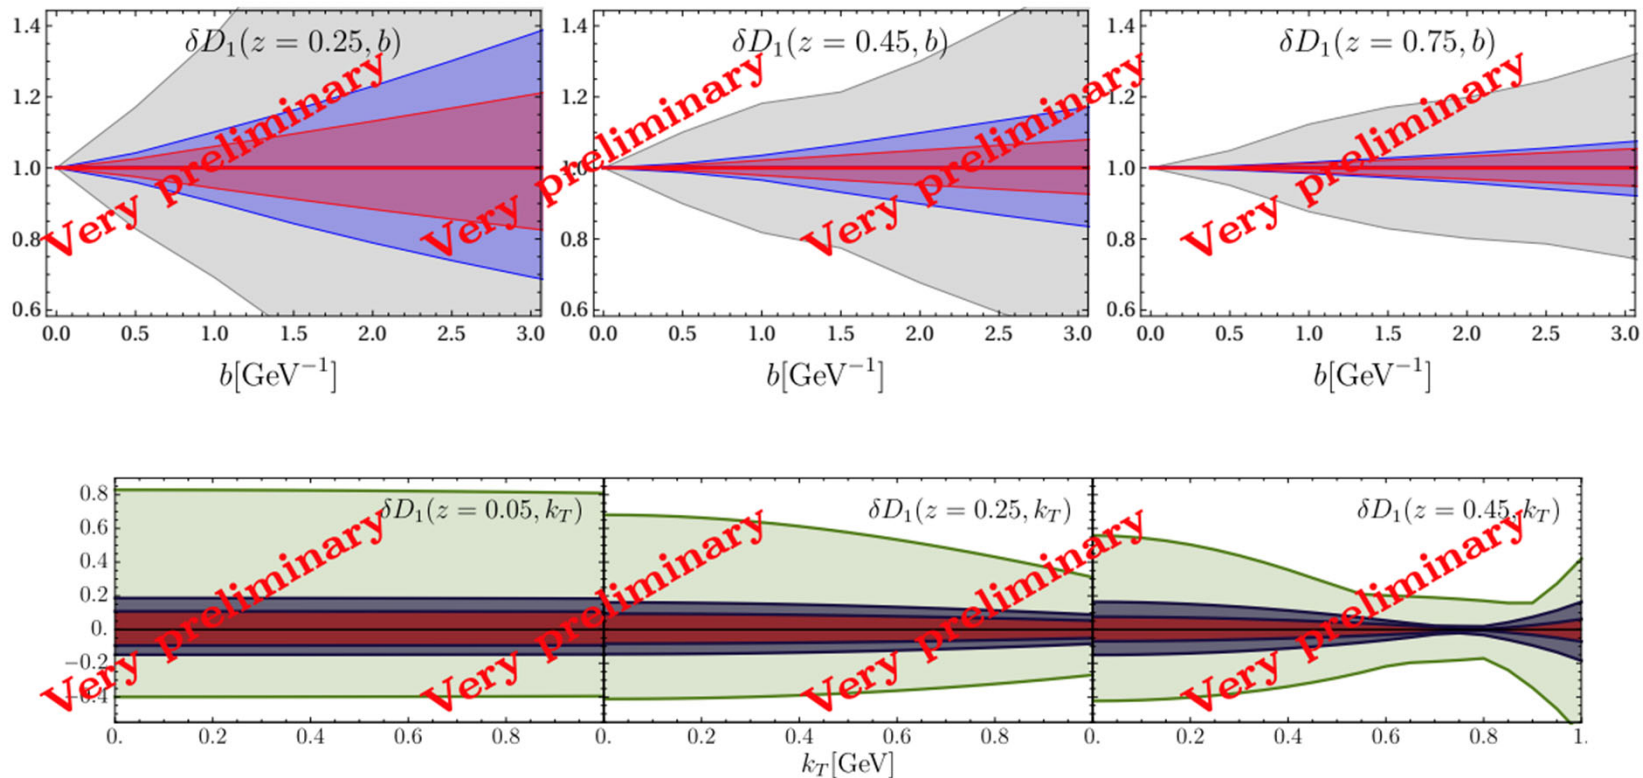 δD₁(z = 0.25, b)
δD₁(z = 0.45, b)
δD₁(z = 0.75, b)
Very preliminary
Very preliminary
Very preliminary
Very preliminary
1.4
1.2
1.0
0.8
0.6
0.0 0.5 1.0 1.5 2.0 2.5 3.0
b[GeV⁻¹]
1.4
1.2
1.0
0.8
0.6
0.0 0.5 1.0 1.5 2.0 2.5 3.0
b[GeV⁻¹]
1.4
1.2
1.0
0.8
0.6
0.0 0.5 1.0 1.5 2.0 2.5 3.0
b[GeV⁻¹]
δD₁(z = 0.05, k_T)
δD₁(z = 0.25, k_T)
δD₁(z = 0.45, k_T)
Very preliminary
Very preliminary
Very preliminary
Very preliminary
0.8
0.6
0.4
0.2
0.
−0.2
−0.4
0. 0.2 0.4 0.6 0.8 0. 0.2 0.4 0.6 0.8 0. 0.2 0.4 0.6 0.8 1.
k_T[GeV]